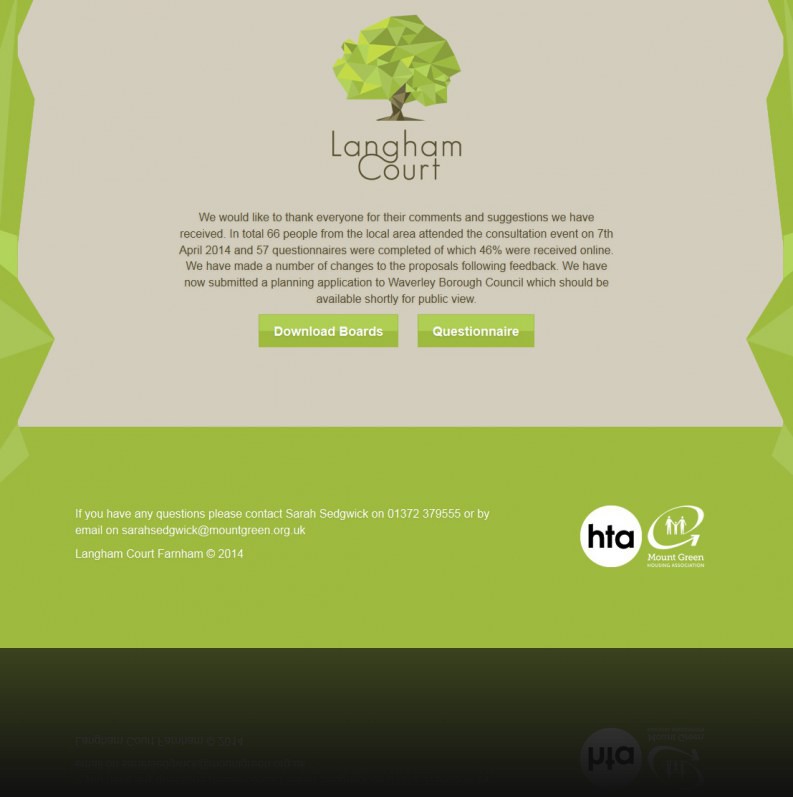 Langham
Court
We would like to thank everyone for their comments and suggestions we have
received. In total 66 people from the local area attended the consultation event on 7th
April 2014 and 57 questionnaires were completed of which 46% were received online.
We have made a number of changes to the proposals following feedback. We have
now submitted a planning application to Waverley Borough Council which should be
available shortly for public view.
Download Boards Questionnaire
If you have any questions please contact Sarah Sedgwick on 01372 379555 or by
email on sarahsedgwick@mountgreen.org.uk
Langham Court Farnham © 2014
hta
Mount Green
HOUSING ASSOCIATION